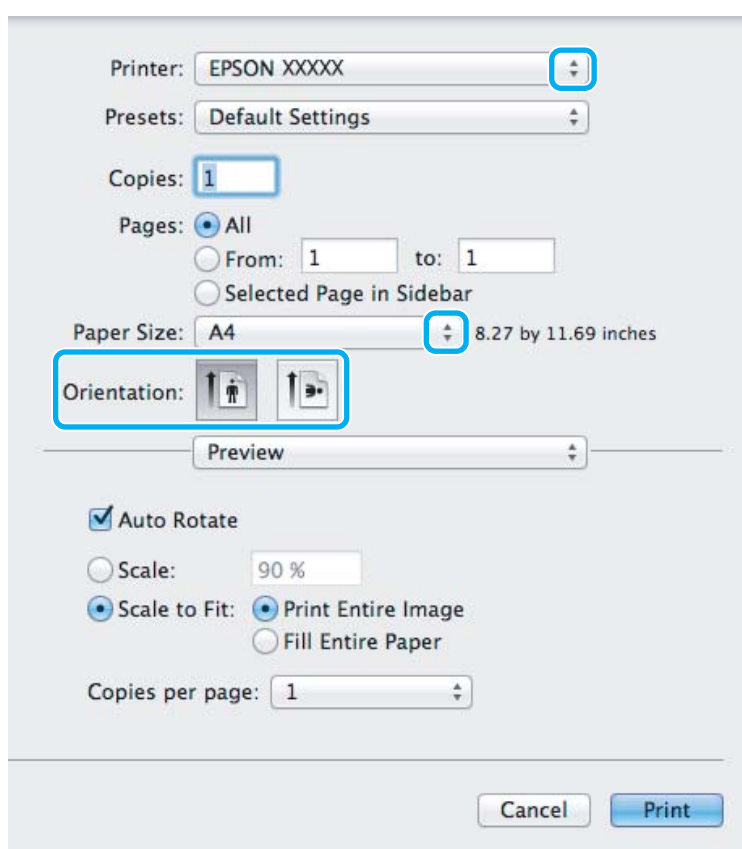 Printer: EPSON XXXXX
Presets: Default Settings
Copies: 1
Pages: All
From: 1 to: 1
Selected Page in Sidebar
Paper Size: A4 8.27 by 11.69 inches
Orientation:
Preview
Auto Rotate
Scale: 90 %
Scale to Fit: Print Entire Image
Fill Entire Paper
Copies per page: 1
Cancel Print